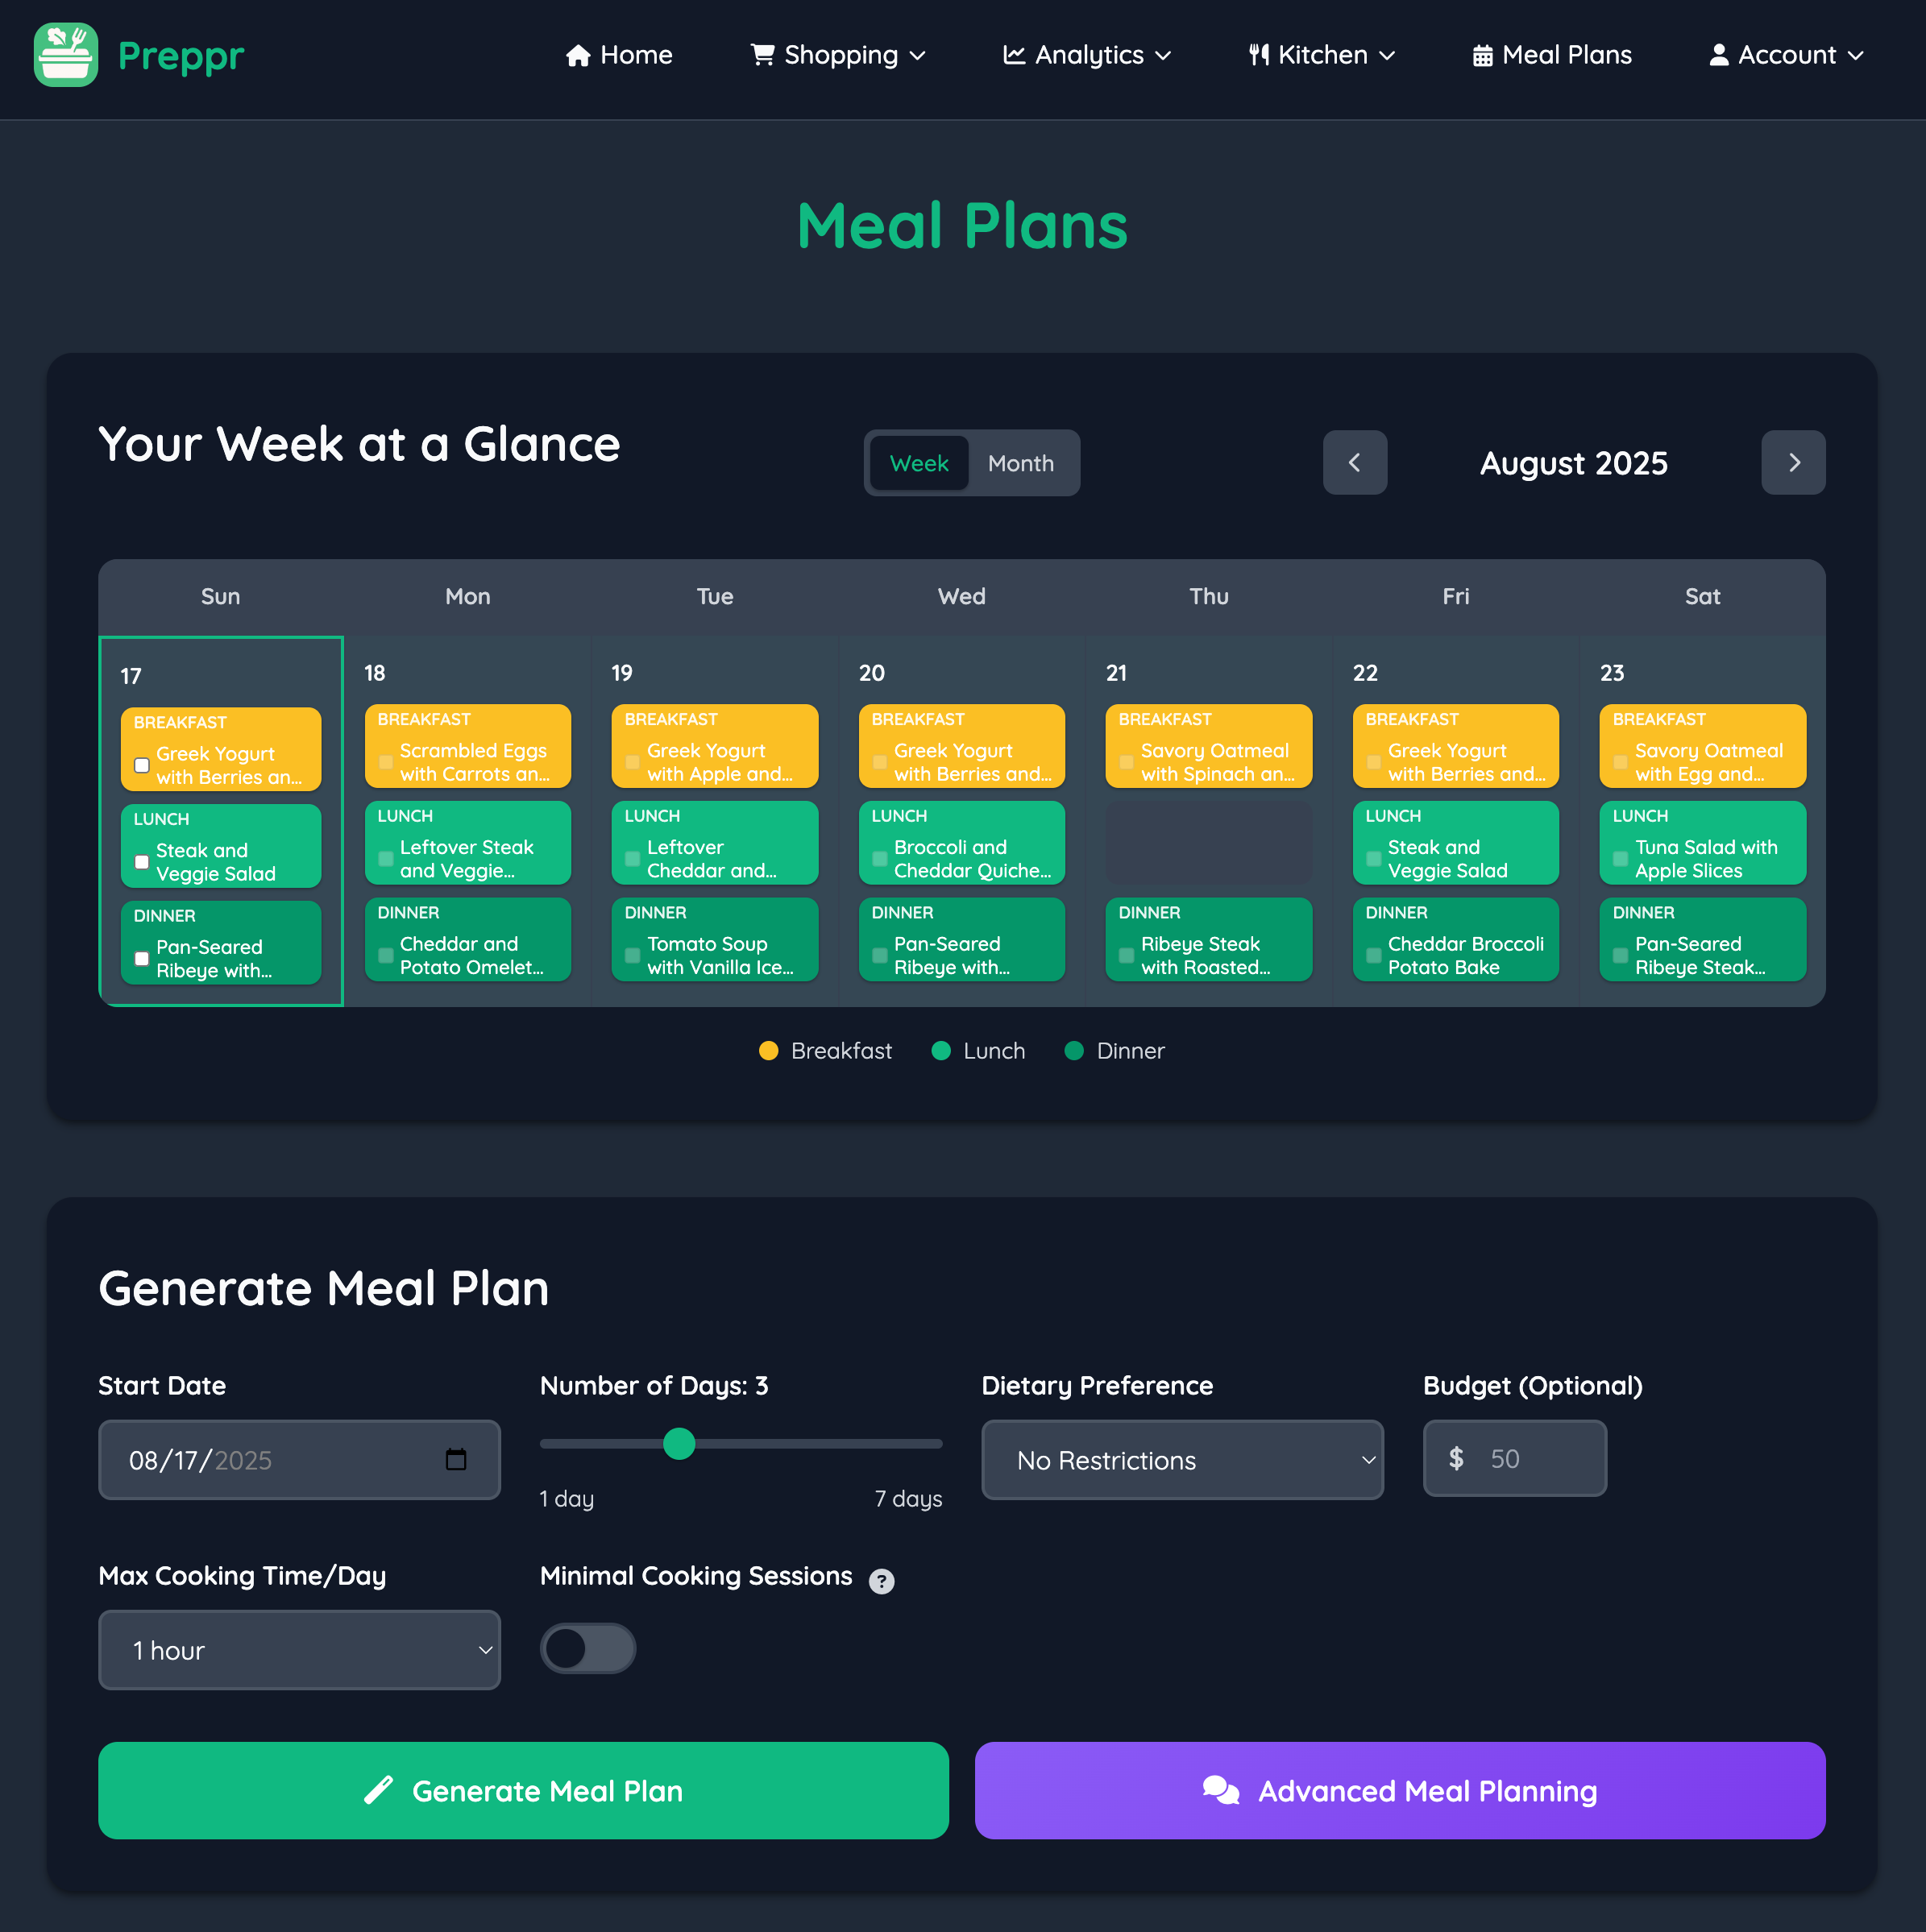 Preppr
Home
Shopping
Analytics
Kitchen
Meal Plans
Account
Meal Plans
Your Week at a Glance
Week
Month
August 2025
Sun
Mon
Tue
Wed
Thu
Fri
Sat
17
BREAKFAST
Greek Yogurt
with Berries an...
LUNCH
Steak and
Veggie Salad
DINNER
Pan-Seared
Ribeye with...
18
BREAKFAST
Scrambled Eggs
with Carrots an...
LUNCH
Leftover Steak
and Veggie...
DINNER
Cheddar and
Potato Omelet...
19
BREAKFAST
Greek Yogurt
with Apple and...
LUNCH
Leftover
Cheddar and...
DINNER
Tomato Soup
with Vanilla Ice...
20
BREAKFAST
Greek Yogurt
with Berries and...
LUNCH
Broccoli and
Cheddar Quiche...
DINNER
Pan-Seared
Ribeye with...
21
BREAKFAST
Savory Oatmeal
with Spinach an...
DINNER
Ribeye Steak
with Roasted...
22
BREAKFAST
Greek Yogurt
with Berries and...
LUNCH
Steak and
Veggie Salad
DINNER
Cheddar Broccoli
Potato Bake
23
BREAKFAST
Savory Oatmeal
with Egg and...
LUNCH
Tuna Salad with
Apple Slices
DINNER
Pan-Seared
Ribeye Steak...
Breakfast
Lunch
Dinner
Generate Meal Plan
Start Date
08/17/2025
Number of Days: 3
1 day
7 days
Dietary Preference
No Restrictions
Budget (Optional)
$ 50
Max Cooking Time/Day
1 hour
Minimal Cooking Sessions ?
Generate Meal Plan
Advanced Meal Planning